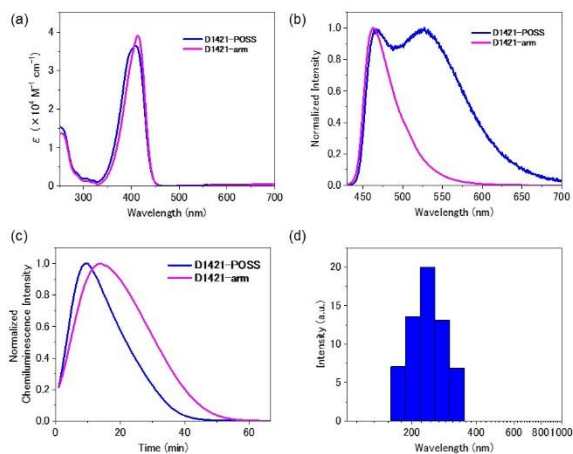 (a)
D1421-POSS
D1421-arm
ε (×10⁴ M⁻¹ cm⁻¹)
4
3
2
1
0
300 400 500 600 700
Wavelength (nm)
(b)
D1421-POSS
D1421-arm
Normalized Intensity
1.0
0.8
0.6
0.4
0.2
0.0
450 500 550 600 650 700
Wavelength (nm)
(c)
D1421-POSS
D1421-arm
Normalized
Chemiluminescence Intensity
1.0
0.8
0.6
0.4
0.2
0.0
0 20 40 60
Time (min)
(d)
Intensity (a.u.)
20
15
10
5
0
200 400 600 800 1000
Wavelength (nm)